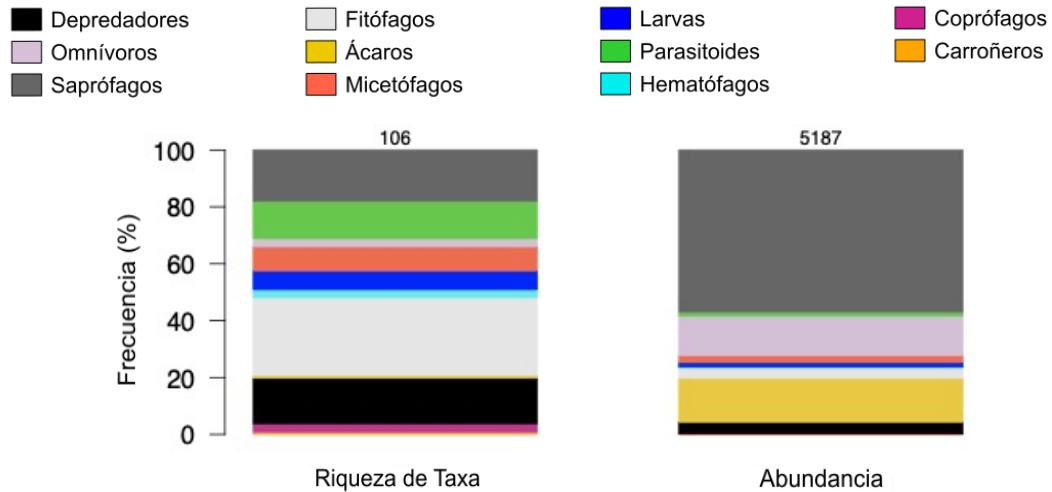 Depredadores
Omnívoros
Saprófagos
Fitófagos
Ácaros
Micetófagos
Larvas
Parasitoides
Hematófagos
Coprófagos
Carroñeros
106
5187
100
80
60
40
20
0
Frecuencia (%)
Riqueza de Taxa
Abundancia